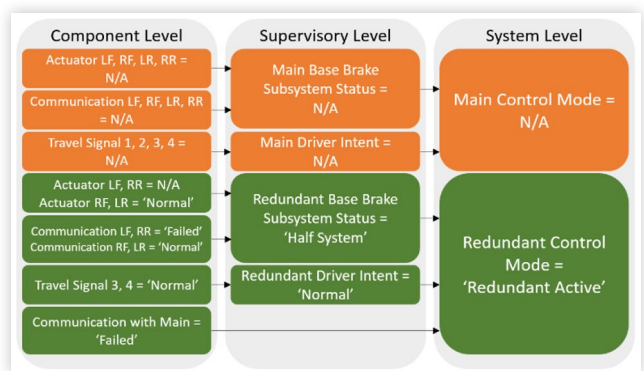 Component Level
Supervisory Level
System Level
Actuator LF, RF, LR, RR =
N/A
Communication LF, RF, LR, RR
= N/A
Travel Signal 1, 2, 3, 4 =
N/A
Actuator LF, RR = N/A
Actuator RF, LR = ‘Normal’
Communication LF, RR = ‘Failed’
Communication RF, LR = ‘Normal’
Travel Signal 3, 4 = ‘Normal’
Communication with Main =
‘Failed’
Main Base Brake
Subsystem Status =
N/A
Main Driver Intent =
N/A
Redundant Base Brake
Subsystem Status =
‘Half System’
Redundant Driver Intent =
‘Normal’
Main Control Mode =
N/A
Redundant Control
Mode =
‘Redundant Active’